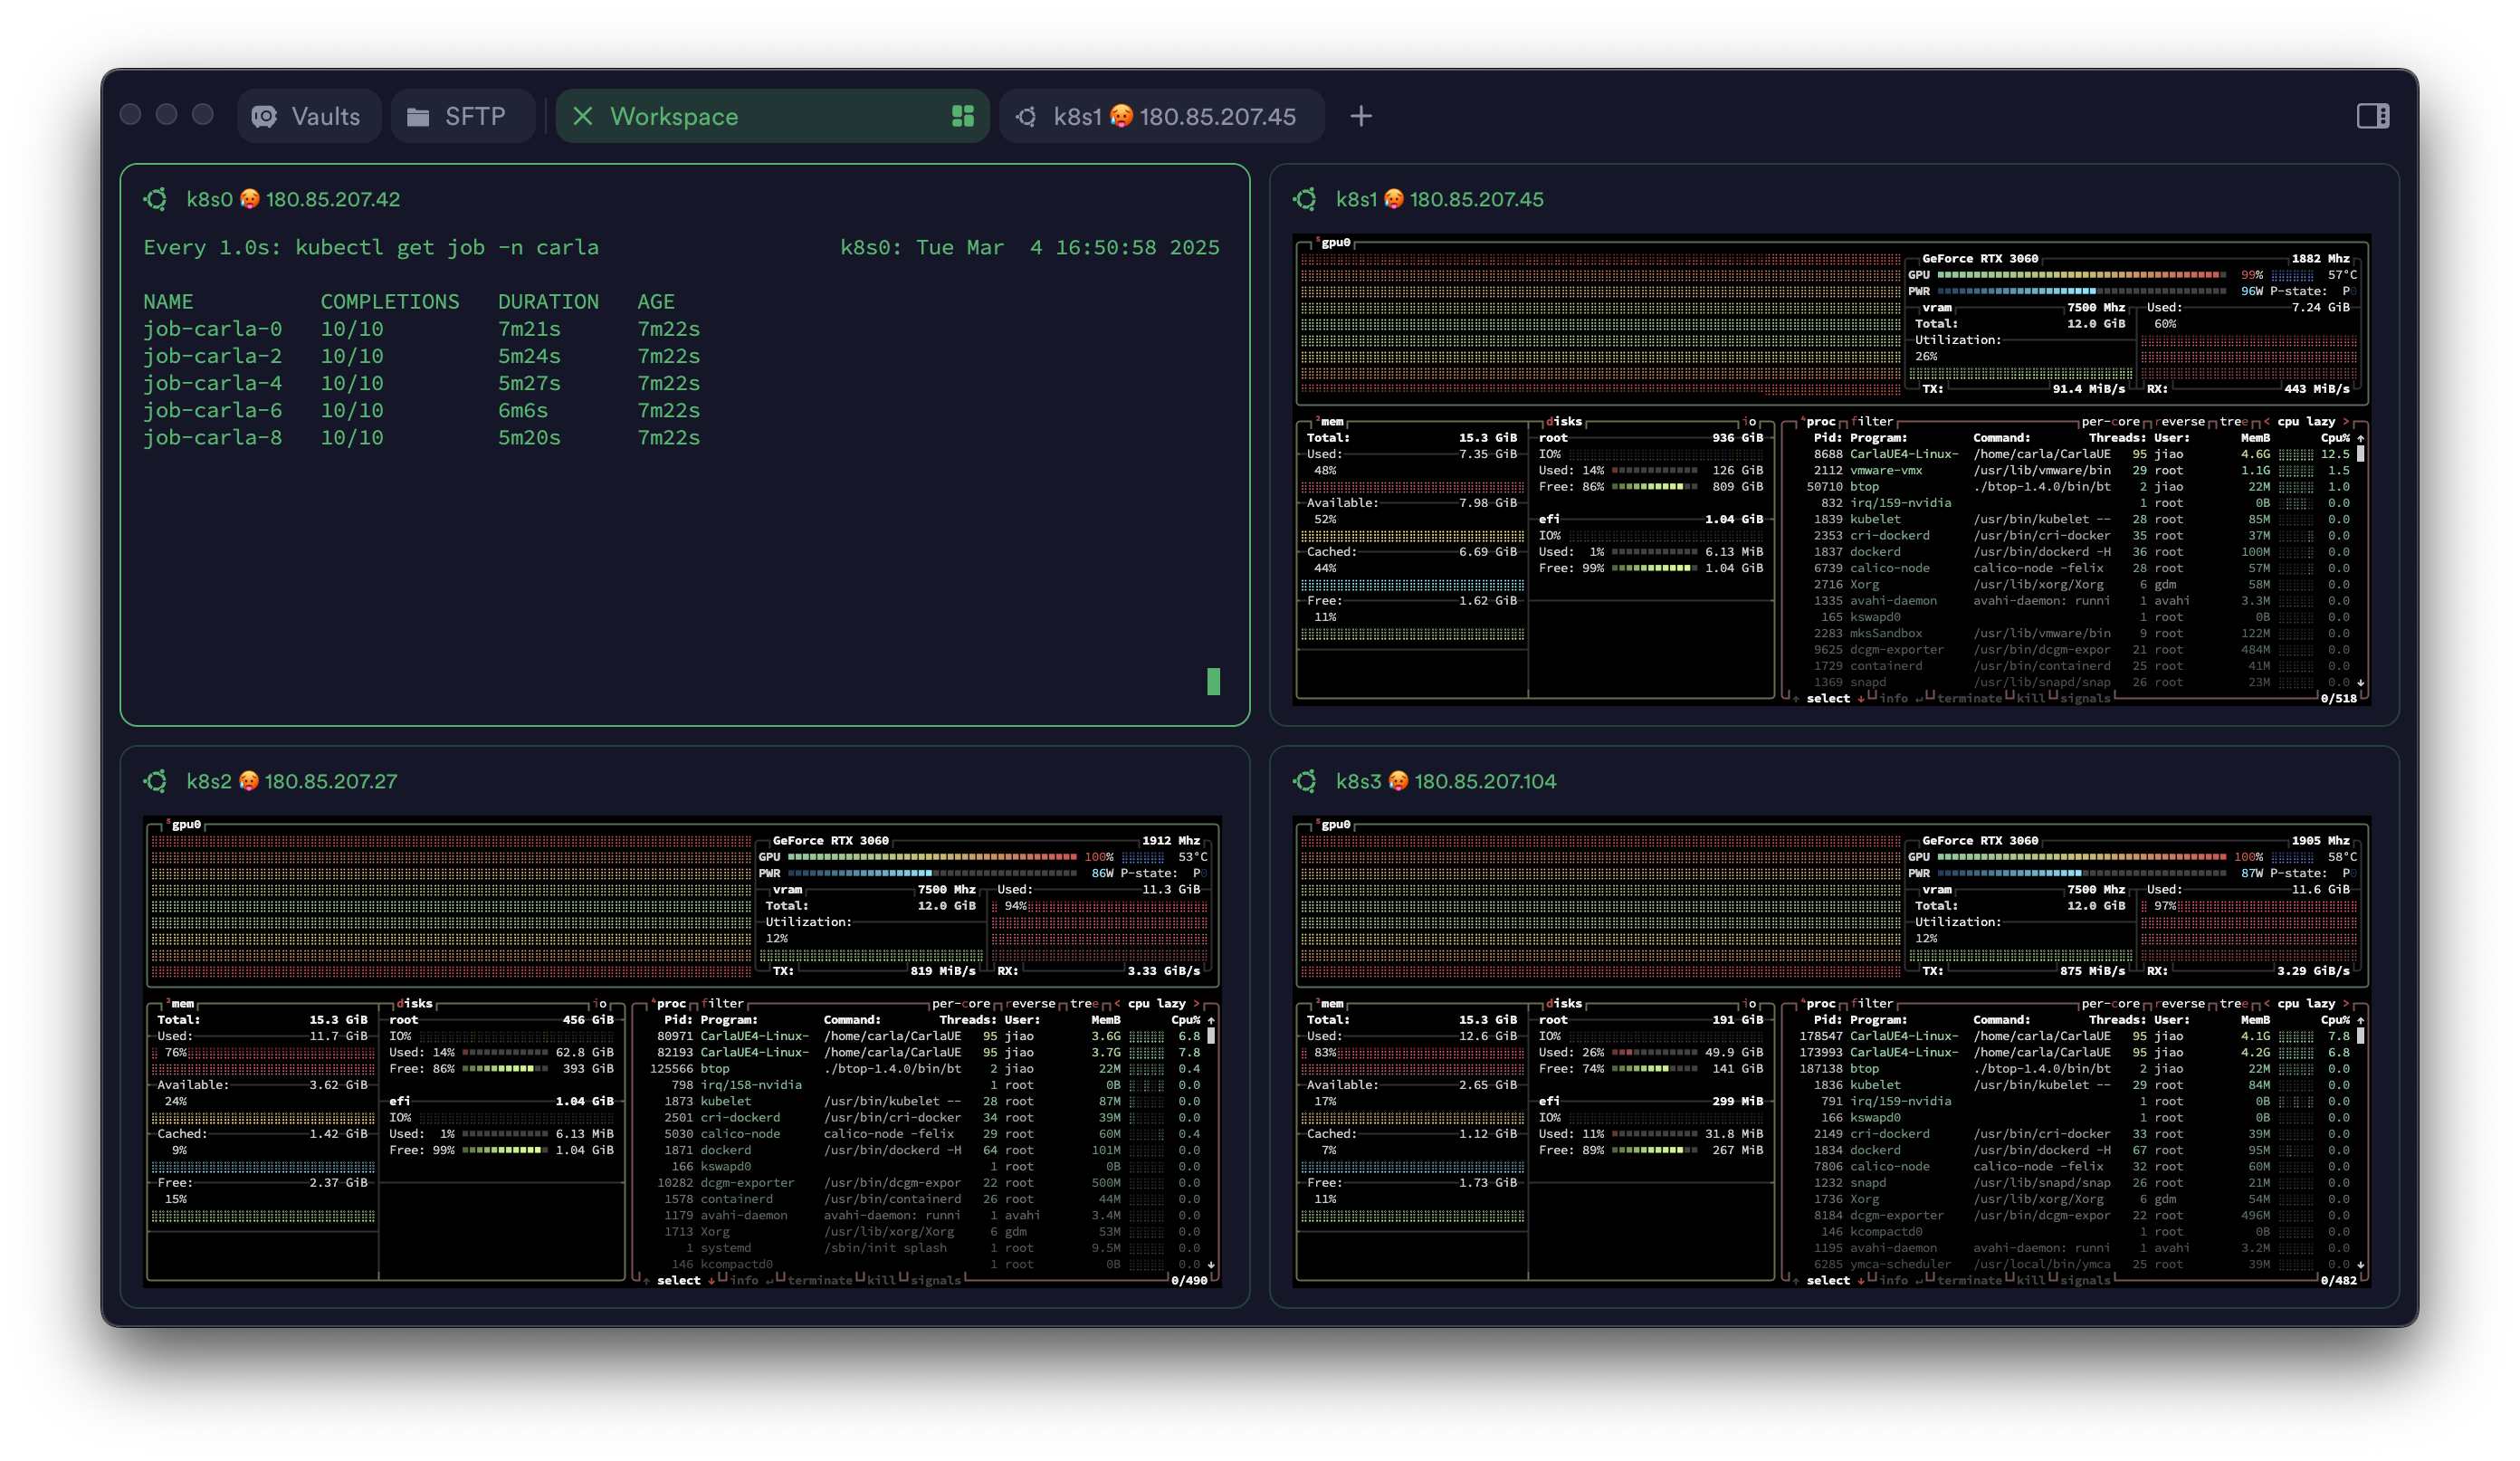 Vaults SFTP Workspace k8s1 🥵 180.85.207.45
k8s0 🥵 180.85.207.42
Every 1.0s: kubectl get job -n carla k8s0: Tue Mar  4 16:50:58 2025
NAME COMPLETIONS DURATION AGE
job-carla-0 10/10 7m21s 7m22s
job-carla-2 10/10 5m24s 7m22s
job-carla-4 10/10 5m27s 7m22s
job-carla-6 10/10 6m6s 7m22s
job-carla-8 10/10 5m20s 7m22s
k8s1 🥵 180.85.207.45
5gpu0
GeForce RTX 3060 1882 Mhz
GPU 99% 57°C
PWR 96W P-state: P0
vram 7500 Mhz Used: 7.24 GiB
Total: 12.0 GiB 60%
Utilization:
26%
TX: 91.4 MiB/s RX: 443 MiB/s
2mem
Total: 15.3 GiB
Used: 7.35 GiB
48%
Available: 7.98 GiB
52%
Cached: 6.69 GiB
44%
Free: 1.62 GiB
11%
disks io
root 936 GiB
IO%
Used: 14% 126 GiB
Free: 86% 809 GiB
efi 1.04 GiB
IO%
Used: 1% 6.13 MiB
Free: 99% 1.04 GiB
4proc filter per-core reverse tree < cpu lazy >
Pid: Program: Command: Threads: User: MemB Cpu% ↑
8688 CarlaUE4-Linux- /home/carla/CarlaUE 95 jiao 4.6G 12.5
2112 vmware-vmx /usr/lib/vmware/bin 29 root 1.1G 1.5
50710 btop ./btop-1.4.0/bin/bt 2 jiao 22M 1.0
832 irq/159-nvidia 1 root 0B 0.0
1839 kubelet /usr/bin/kubelet -- 28 root 85M 0.0
2353 cri-dockerd /usr/bin/cri-docker 35 root 37M 0.0
1837 dockerd /usr/bin/dockerd -H 36 root 100M 0.0
6739 calico-node calico-node -felix 28 root 57M 0.0
2716 Xorg /usr/lib/xorg/Xorg 6 gdm 58M 0.0
1335 avahi-daemon avahi-daemon: runni 1 avahi 3.3M 0.0
165 kswapd0 1 root 0B 0.0
2283 mksSandbox /usr/lib/vmware/bin 9 root 122M 0.0
9625 dcgm-exporter /usr/bin/dcgm-expor 21 root 484M 0.0
1729 containerd /usr/bin/containerd 25 root 41M 0.0
1369 snapd /usr/lib/snapd/snap 26 root 23M 0.0 ↓
↑ select ↓ info ↵ terminate kill signals 0/518
k8s2 🥵 180.85.207.27
5gpu0
GeForce RTX 3060 1912 Mhz
GPU 100% 53°C
PWR 86W P-state: P0
vram 7500 Mhz Used: 11.3 GiB
Total: 12.0 GiB 94%
Utilization:
12%
TX: 819 MiB/s RX: 3.33 GiB/s
2mem
Total: 15.3 GiB
Used: 11.7 GiB
76%
Available: 3.62 GiB
24%
Cached: 1.42 GiB
9%
Free: 2.37 GiB
15%
disks io
root 456 GiB
IO%
Used: 14% 62.8 GiB
Free: 86% 393 GiB
efi 1.04 GiB
IO%
Used: 1% 6.13 MiB
Free: 99% 1.04 GiB
4proc filter per-core reverse tree < cpu lazy >
Pid: Program: Command: Threads: User: MemB Cpu% ↑
80971 CarlaUE4-Linux- /home/carla/CarlaUE 95 jiao 3.6G 6.8
82193 CarlaUE4-Linux- /home/carla/CarlaUE 95 jiao 3.7G 7.8
125566 btop ./btop-1.4.0/bin/bt 2 jiao 22M 0.4
798 irq/158-nvidia 1 root 0B 0.0
1873 kubelet /usr/bin/kubelet -- 28 root 87M 0.0
2501 cri-dockerd /usr/bin/cri-docker 34 root 39M 0.0
5030 calico-node calico-node -felix 29 root 60M 0.4
1871 dockerd /usr/bin/dockerd -H 64 root 101M 0.0
166 kswapd0 1 root 0B 0.0
10282 dcgm-exporter /usr/bin/dcgm-expor 22 root 500M 0.0
1578 containerd /usr/bin/containerd 26 root 44M 0.0
1179 avahi-daemon avahi-daemon: runni 1 avahi 3.4M 0.0
1713 Xorg /usr/lib/xorg/Xorg 6 gdm 53M 0.0
1 systemd /sbin/init splash 1 root 9.5M 0.0
146 kcompactd0 1 root 0B 0.0 ↓
↑ select ↓ info ↵ terminate kill signals 0/490
k8s3 🥵 180.85.207.104
5gpu0
GeForce RTX 3060 1905 Mhz
GPU 100% 58°C
PWR 87W P-state: P0
vram 7500 Mhz Used: 11.6 GiB
Total: 12.0 GiB 97%
Utilization:
12%
TX: 875 MiB/s RX: 3.29 GiB/s
2mem
Total: 15.3 GiB
Used: 12.6 GiB
83%
Available: 2.65 GiB
17%
Cached: 1.12 GiB
7%
Free: 1.73 GiB
11%
disks io
root 191 GiB
IO%
Used: 26% 49.9 GiB
Free: 74% 141 GiB
efi 299 MiB
IO%
Used: 11% 31.8 MiB
Free: 89% 267 MiB
4proc filter per-core reverse tree < cpu lazy >
Pid: Program: Command: Threads: User: MemB Cpu% ↑
178547 CarlaUE4-Linux- /home/carla/CarlaUE 95 jiao 4.1G 7.8
173993 CarlaUE4-Linux- /home/carla/CarlaUE 95 jiao 4.2G 6.8
187138 btop ./btop-1.4.0/bin/bt 2 jiao 22M 0.0
1836 kubelet /usr/bin/kubelet -- 29 root 84M 0.0
791 irq/159-nvidia 1 root 0B 0.0
166 kswapd0 1 root 0B 0.0
2149 cri-dockerd /usr/bin/cri-docker 33 root 39M 0.0
1834 dockerd /usr/bin/dockerd -H 67 root 95M 0.0
7806 calico-node calico-node -felix 32 root 60M 0.0
1232 snapd /usr/lib/snapd/snap 26 root 21M 0.0
1736 Xorg /usr/lib/xorg/Xorg 6 gdm 54M 0.0
8184 dcgm-exporter /usr/bin/dcgm-expor 22 root 496M 0.0
146 kcompactd0 1 root 0B 0.0
1195 avahi-daemon avahi-daemon: runni 1 avahi 3.2M 0.0
6285 ymca-scheduler /usr/local/bin/ymca 25 root 39M 0.0 ↓
↑ select ↓ info ↵ terminate kill signals 0/482